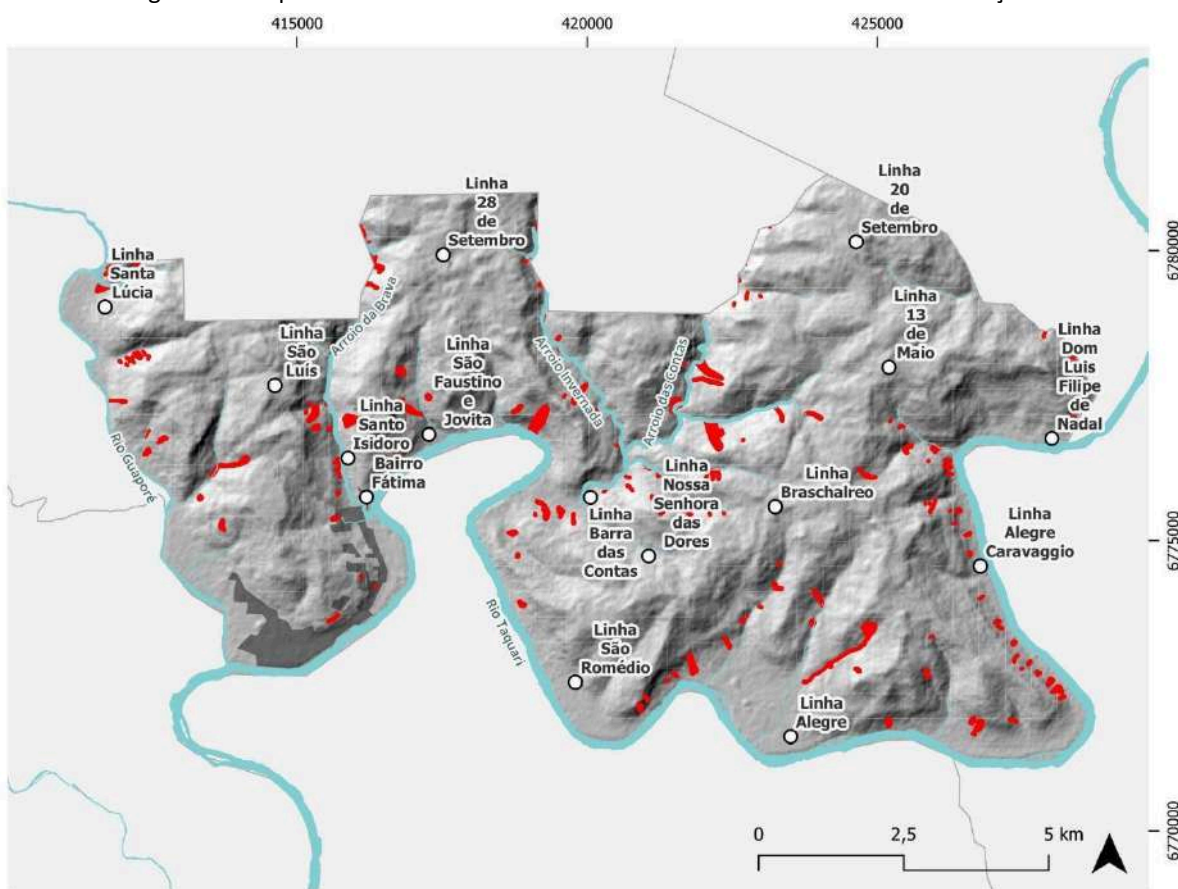 415000
420000
425000
Linha
28
de
Setembro
Linha
20
de
Setembro
6780000
Linha
Santa
Lúcia
Arroio da Brava
Linha
13
de
Maio
Linha
São
Luís
Linha
São
Faustino
e
Jovita
Arroio Invernada
Arroio das Contas
Linha
Dom
Luis
Filipe
de
Nadal
Linha
Santo
Isidoro
Bairro
Fátima
Rio Guaporé
Linha
Nossa
Senhora
das
Dores
Linha
Braschalreo
Linha
Barra
das
Contas
Linha
Alegre
Caravaggio
6775000
Rio Taquari
Linha
São
Romédio
Linha
Alegre
6770000
0
2,5
5 km